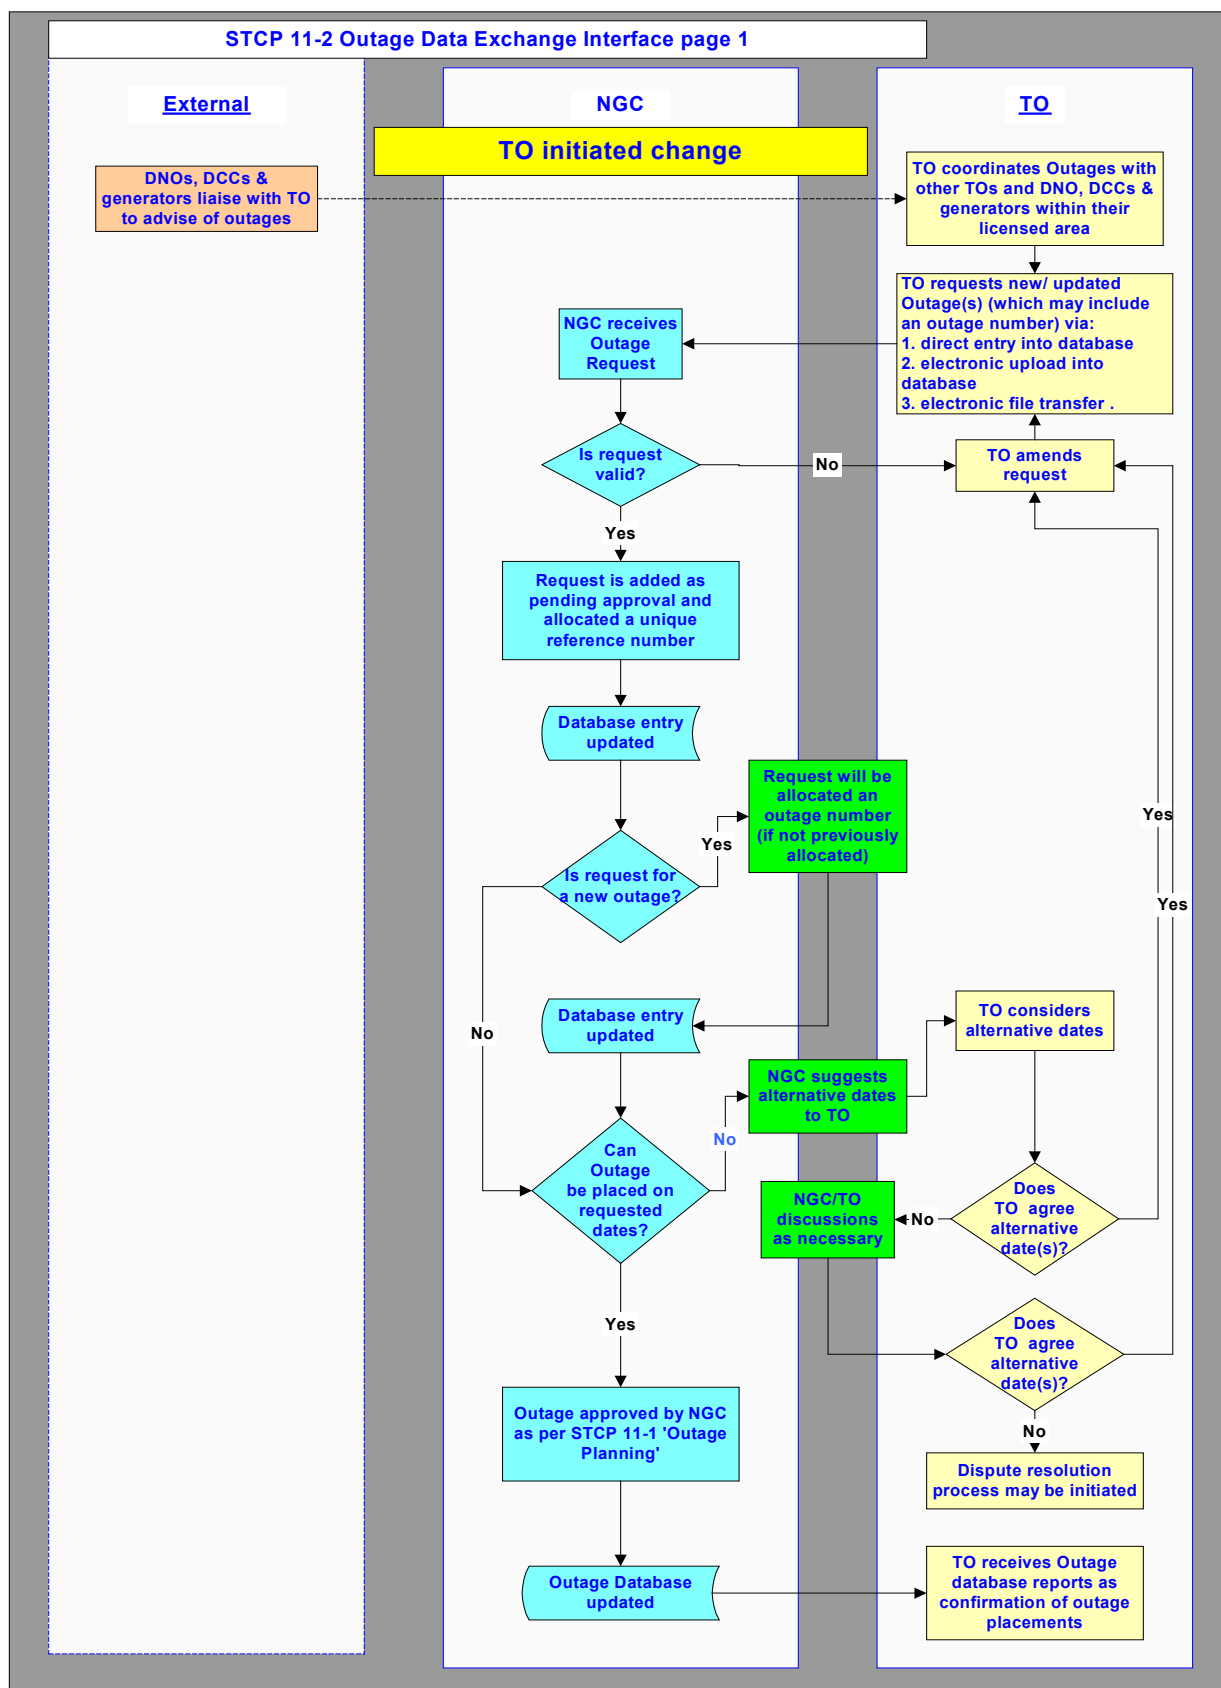 STCP 11-2 Outage Data Exchange Interface page 1
External
NGC
TO
TO initiated change
DNOs, DCCs &
generators liaise with TO
to advise of outages
TO coordinates Outages with
other TOs and DNO, DCCs &
generators within their
licensed area
TO requests new/ updated
Outage(s) (which may include
an outage number) via:
1. direct entry into database
2. electronic upload into
database
3. electronic file transfer .
NGC receives
Outage
Request
Is request
valid?
No
TO amends
request
Yes
Request is added as
pending approval and
allocated a unique
reference number
Database entry
updated
Request will be
allocated an
outage number
(if not previously
allocated)
Yes
Yes
Is request for
a new outage?
Yes
No
Database entry
updated
TO considers
alternative dates
NGC suggests
alternative dates
to TO
No
Can
Outage
be placed on
requested
dates?
NGC/TO
discussions
as necessary
No
Does
TO  agree
alternative
date(s)?
Yes
Does
TO  agree
alternative
date(s)?
No
Outage approved by NGC
as per STCP 11-1 'Outage
Planning'
Dispute resolution
process may be initiated
Outage Database
updated
TO receives Outage
database reports as
confirmation of outage
placements